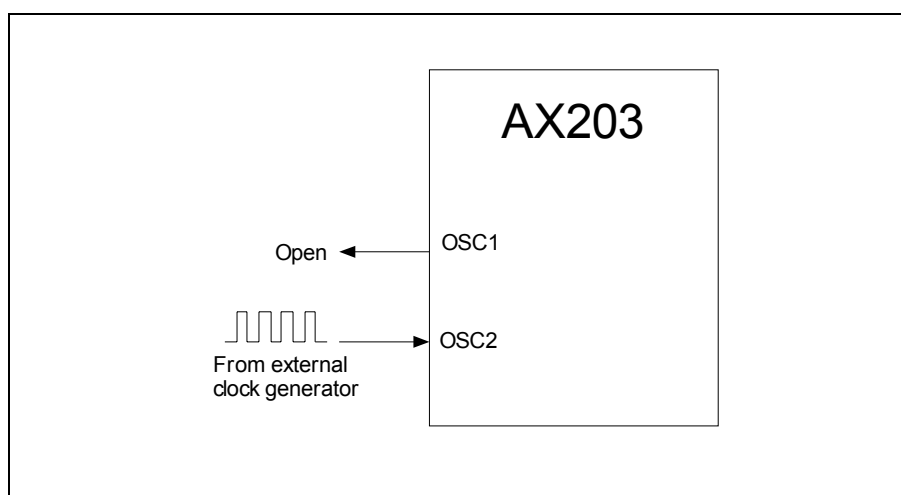 AX203
Open
OSC1
OSC2
From external
clock generator